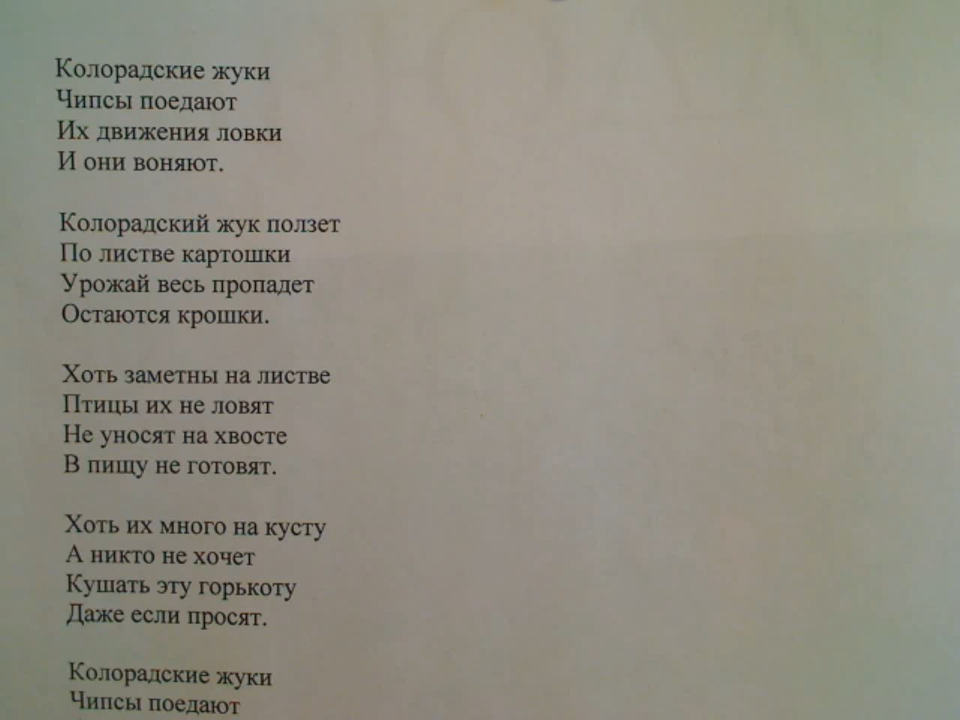 Колорадские жуки
Чипсы поедают
Их движения ловки
И они воняют.
Колорадский жук ползет
По листве картошки
Урожай весь пропадет
Остаются крошки.
Хоть заметны на листве
Птицы их не ловят
Не уносят на хвосте
В пищу не готовят.
Хоть их много на кусту
А никто не хочет
Кушать эту горькоту
Даже если просят.
Колорадские жуки
Чипсы поедают